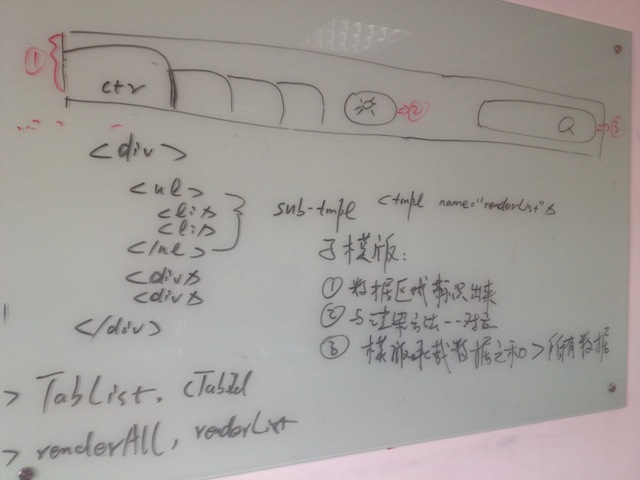 ①
ctr
②
Q
③
<div>
<ul>
<li>
<li>
</ul>
<div>
<div>
</div>
sub-tmpl <tmpl name="renderList">
子模版:
① 数据区域标识出来
② 与渲染方法一一对应
③ 模版承载数据之和 > 所有数据
> TabList, cTabId
> renderAll, renderList